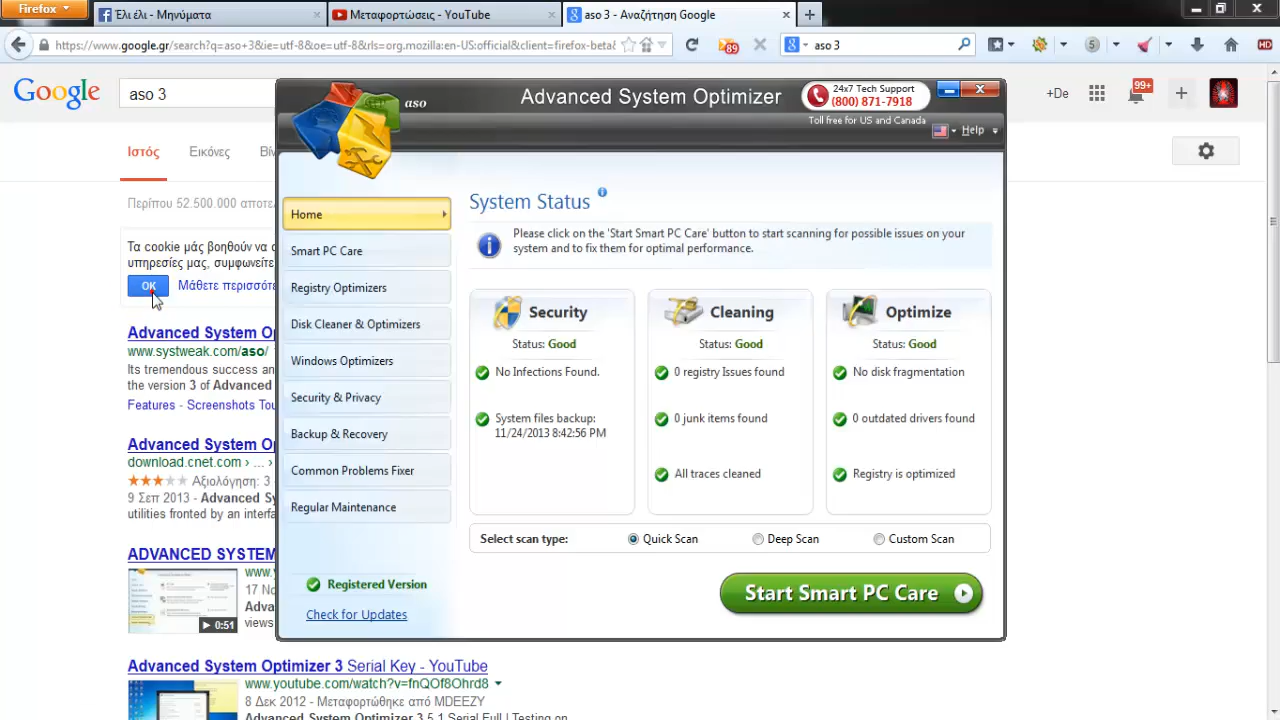 Firefox
Έλι έλι - Μηνύματα
Μεταφορτώσεις - YouTube
aso 3 - Αναζήτηση Google
https://www.google.gr/search?q=aso+3&ie=utf-8&oe=utf-8&rls=org.mozilla:en-US:official&client=firefox-beta&
89
aso 3
HD
Google
aso 3
+De
99+
Ιστός
Εικόνες
Βίν
Περίπου 52.500.000 αποτελ
Τα cookie μάς βοηθούν να
υπηρεσίες μας, συμφωνείτε
OK
Μάθετε περισσότε
Advanced System Op
www.systweak.com/aso/
Its tremendous success an
the version 3 of Advanced
Features - Screenshots Tou
Advanced System Op
download.cnet.com › ... ›
Αξιολόγηση: 3
9 Σεπ 2013 - Advanced Sy
utilities fronted by an interfa
ADVANCED SYSTEM
www.y
17 Νο
Adva
views
0:51
Advanced System Optimizer 3 Serial Key - YouTube
www.youtube.com/watch?v=fnQOf8Ohrd8
8 Δεκ 2012 - Μεταφορτώθηκε από MDEEZY
Advanced System Optimizer 3 5.1 Serial Full | Testing on
aso
Advanced System Optimizer
24x7 Tech Support
(800) 871-7918
Toll free for US and Canada
Help
Home
Smart PC Care
Registry Optimizers
Disk Cleaner & Optimizers
Windows Optimizers
Security & Privacy
Backup & Recovery
Common Problems Fixer
Regular Maintenance
Registered Version
Check for Updates
System Status
Please click on the 'Start Smart PC Care' button to start scanning for possible issues on your
system and to fix them for optimal performance.
Security
Status: Good
No Infections Found.
System files backup:
11/24/2013 8:42:56 PM
Cleaning
Status: Good
0 registry Issues found
0 junk items found
All traces cleaned
Optimize
Status: Good
No disk fragmentation
0 outdated drivers found
Registry is optimized
Select scan type:
Quick Scan
Deep Scan
Custom Scan
Start Smart PC Care